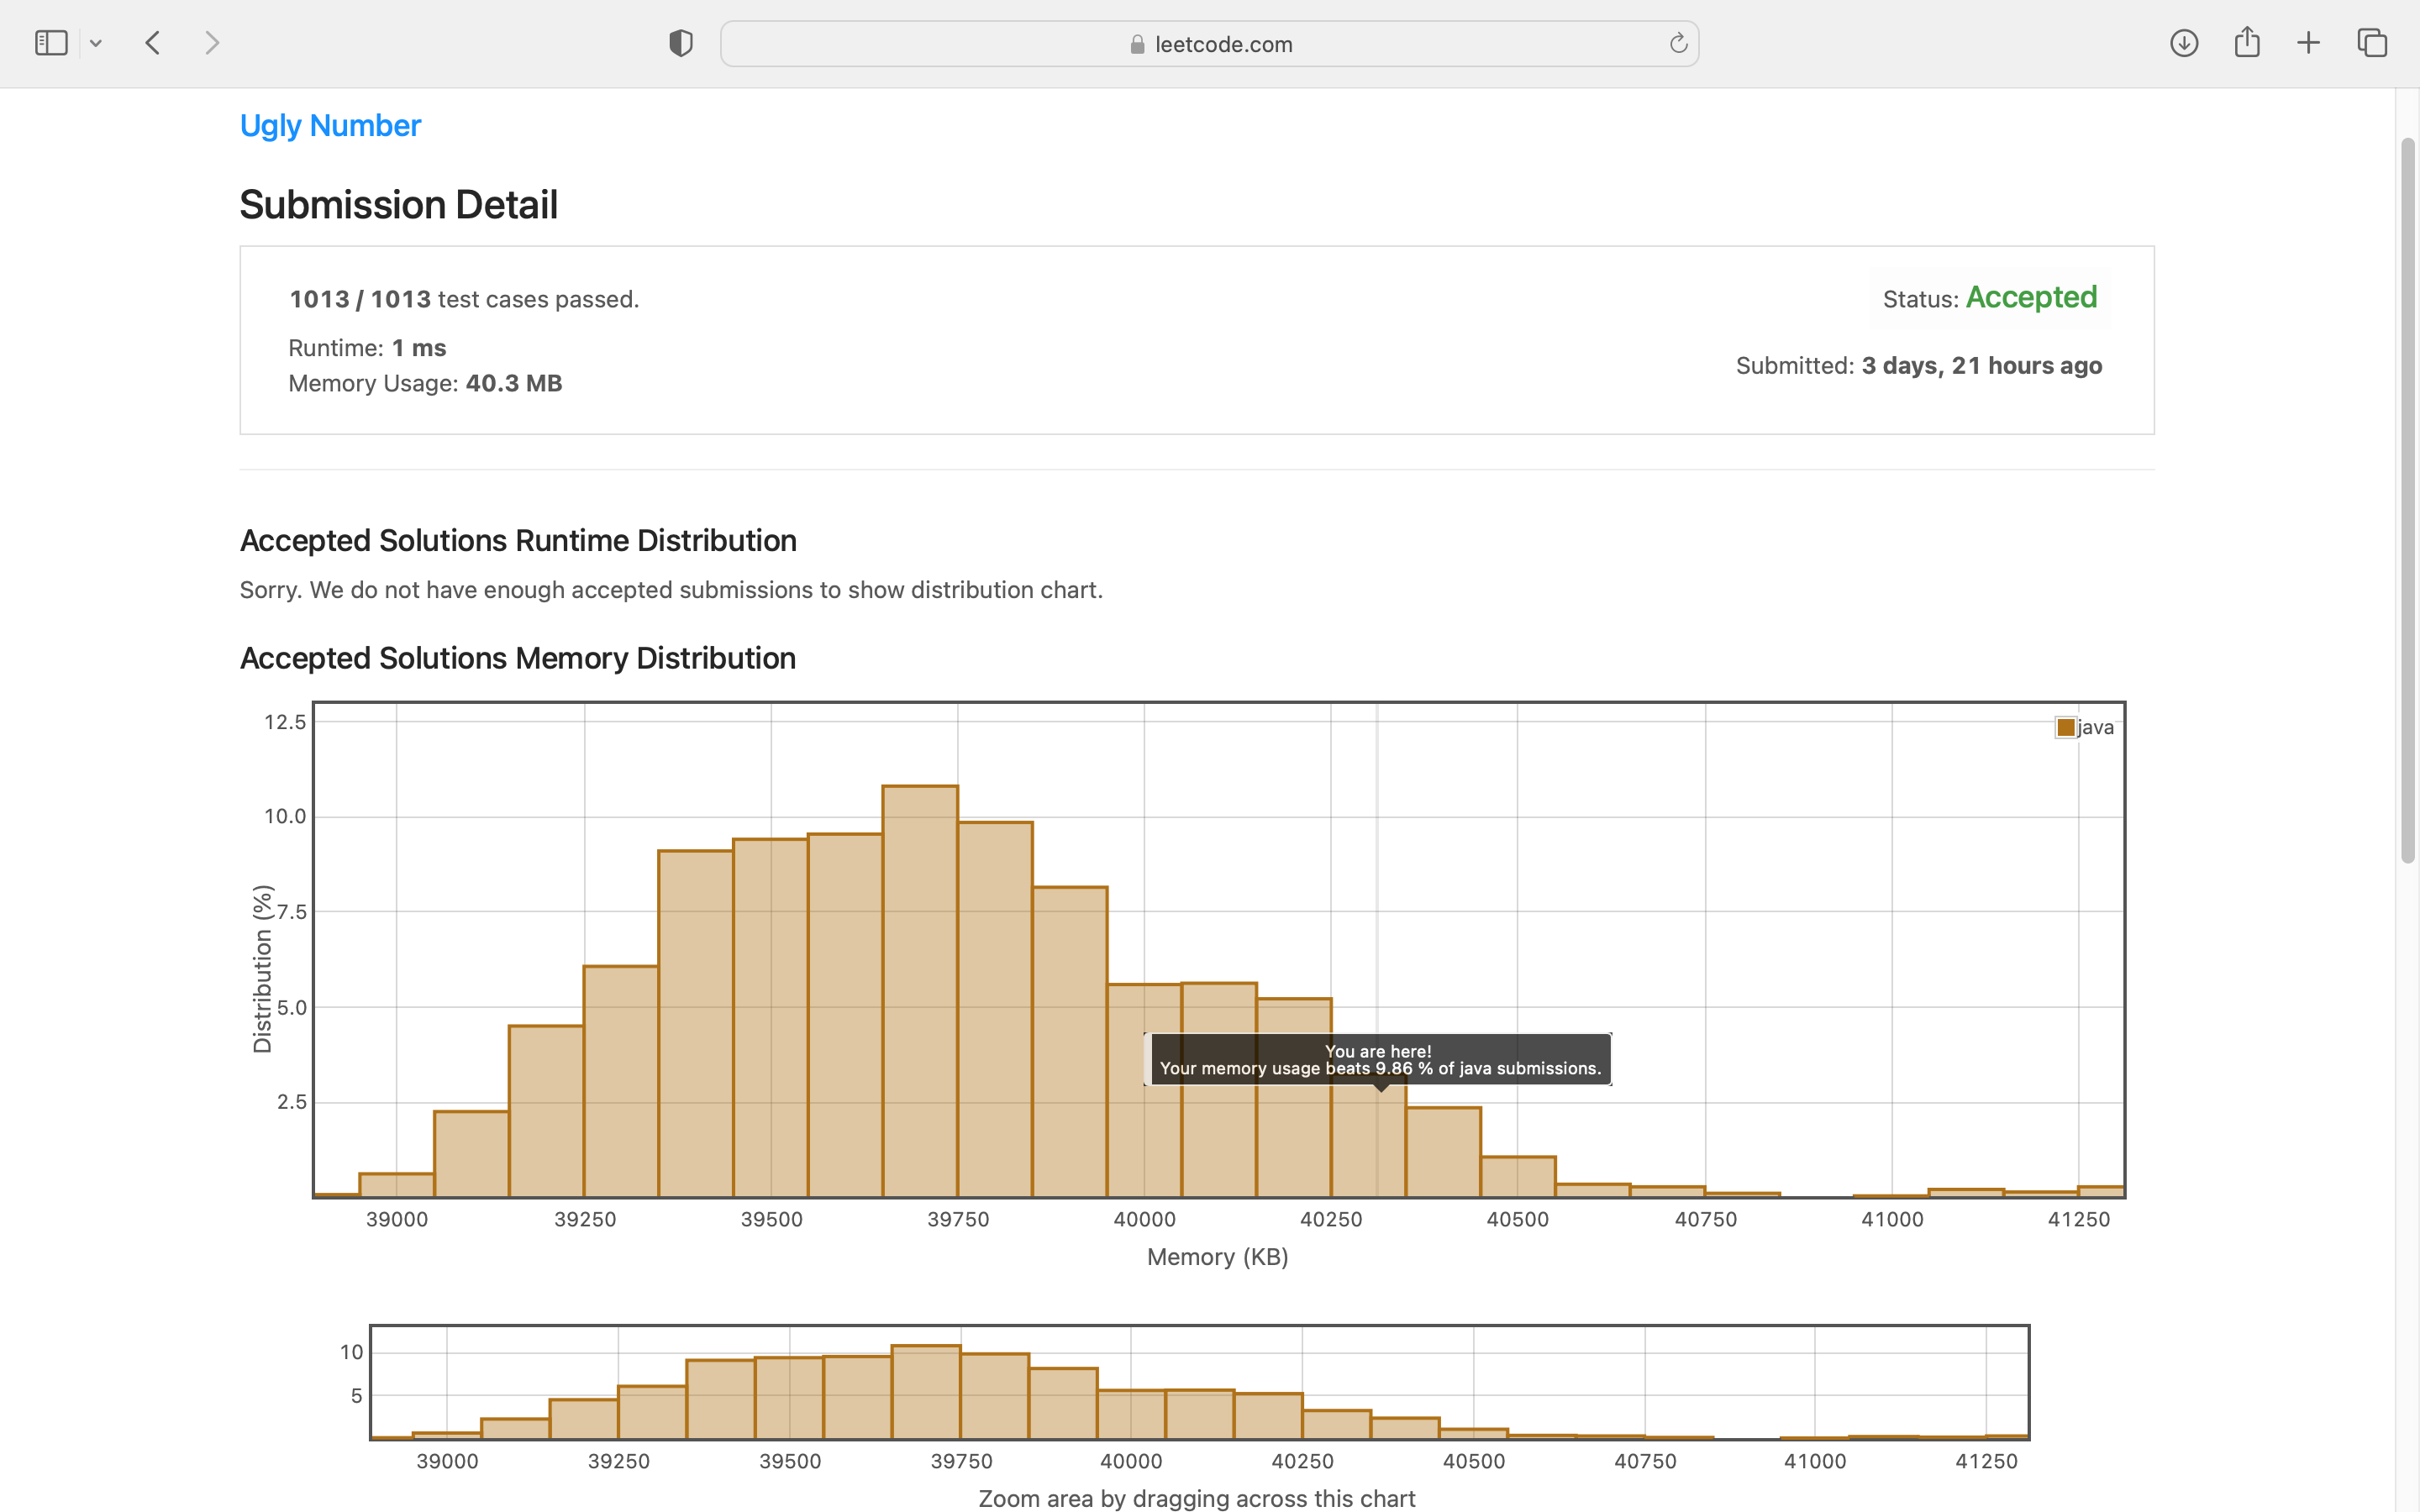 leetcode.com
Ugly Number
Submission Detail
1013 / 1013 test cases passed.
Status: Accepted
Runtime: 1 ms
Submitted: 3 days, 21 hours ago
Memory Usage: 40.3 MB
Accepted Solutions Runtime Distribution
Sorry. We do not have enough accepted submissions to show distribution chart.
Accepted Solutions Memory Distribution
12.5
java
10.0
7.5
Distribution (%)
5.0
You are here!
Your memory usage beats 9.86 % of java submissions.
2.5
39000 39250 39500 39750 40000 40250 40500 40750 41000 41250
Memory (KB)
10
5
39000 39250 39500 39750 40000 40250 40500 40750 41000 41250
Zoom area by dragging across this chart